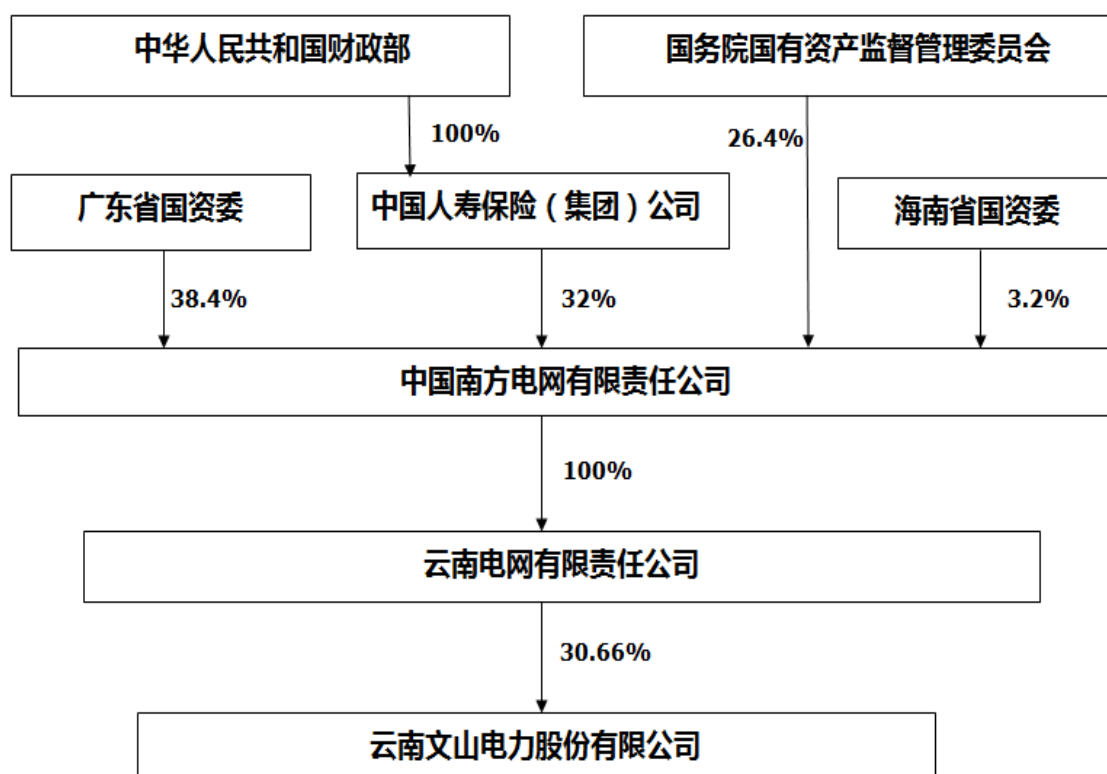 中华人民共和国财政部
国务院国有资产监督管理委员会
100%
26.4%
广东省国资委
中国人寿保险（集团）公司
海南省国资委
38.4%
32%
3.2%
中国南方电网有限责任公司
100%
云南电网有限责任公司
30.66%
云南文山电力股份有限公司